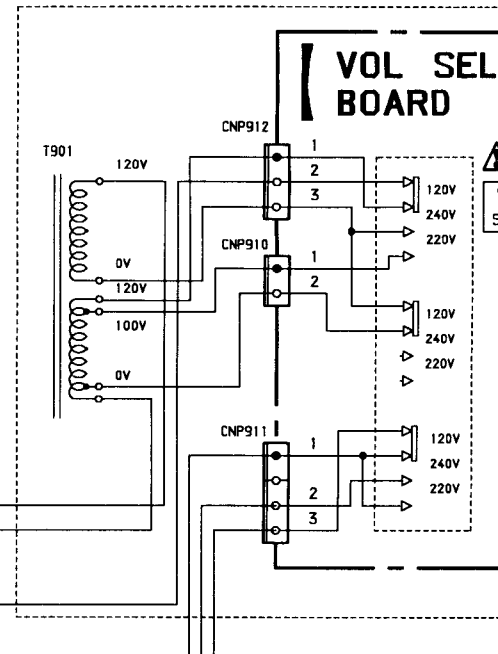 VOL SEL
BOARD
CNP912
T901
120V
1
2
3
120V
240V
220V
S
CNP910
0V
120V
100V
1
2
0V
120V
240V
220V
CNP911
1
2
3
120V
240V
220V